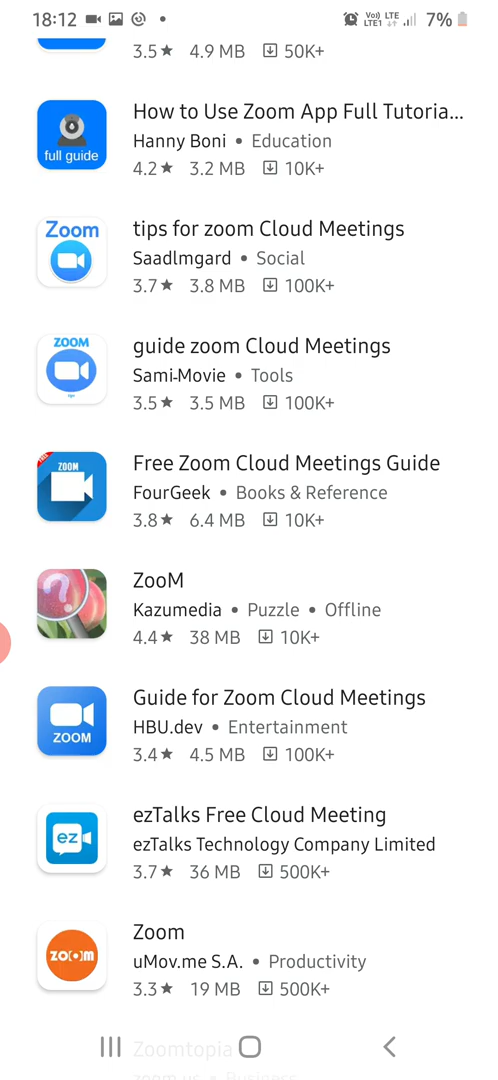 18:12
Vo)) LTE
LTE1
7%
3.5★ 4.9 MB 50K+
full guide
How to Use Zoom App Full Tutoria...
Hanny Boni • Education
4.2★ 3.2 MB 10K+
Zoom
tips for zoom Cloud Meetings
Saadlmgard • Social
3.7★ 3.8 MB 100K+
ZOOM
guide zoom Cloud Meetings
Sami-Movie • Tools
3.5★ 3.5 MB 100K+
ZOOM
Free Zoom Cloud Meetings Guide
FourGeek • Books & Reference
3.8★ 6.4 MB 10K+
ZooM
Kazumedia • Puzzle • Offline
4.4★ 38 MB 10K+
ZOOM
Guide for Zoom Cloud Meetings
HBU.dev • Entertainment
3.4★ 4.5 MB 100K+
ez
ezTalks Free Cloud Meeting
ezTalks Technology Company Limited
3.7★ 36 MB 500K+
zo[•]m
Zoom
uMov.me S.A. • Productivity
3.3★ 19 MB 500K+
Zoomtopia
zoom.us • Business